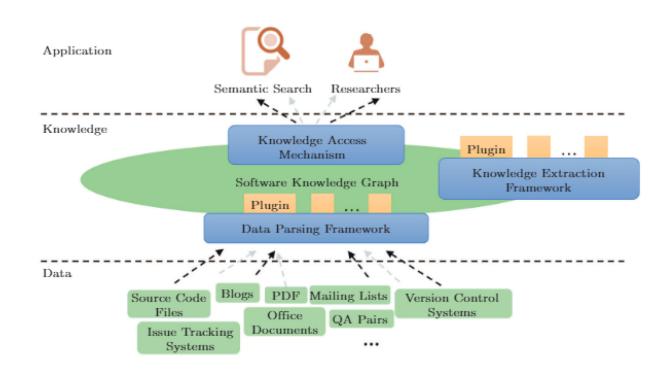 Application
Semantic Search
Researchers
Knowledge
Knowledge Access
Mechanism
Plugin
...
Knowledge Extraction
Framework
Software Knowledge Graph
Plugin
...
Data Parsing Framework
Data
Source Code
Files
Blogs
PDF
Mailing Lists
Version Control
Systems
Issue Tracking
Systems
Office
Documents
QA Pairs
...